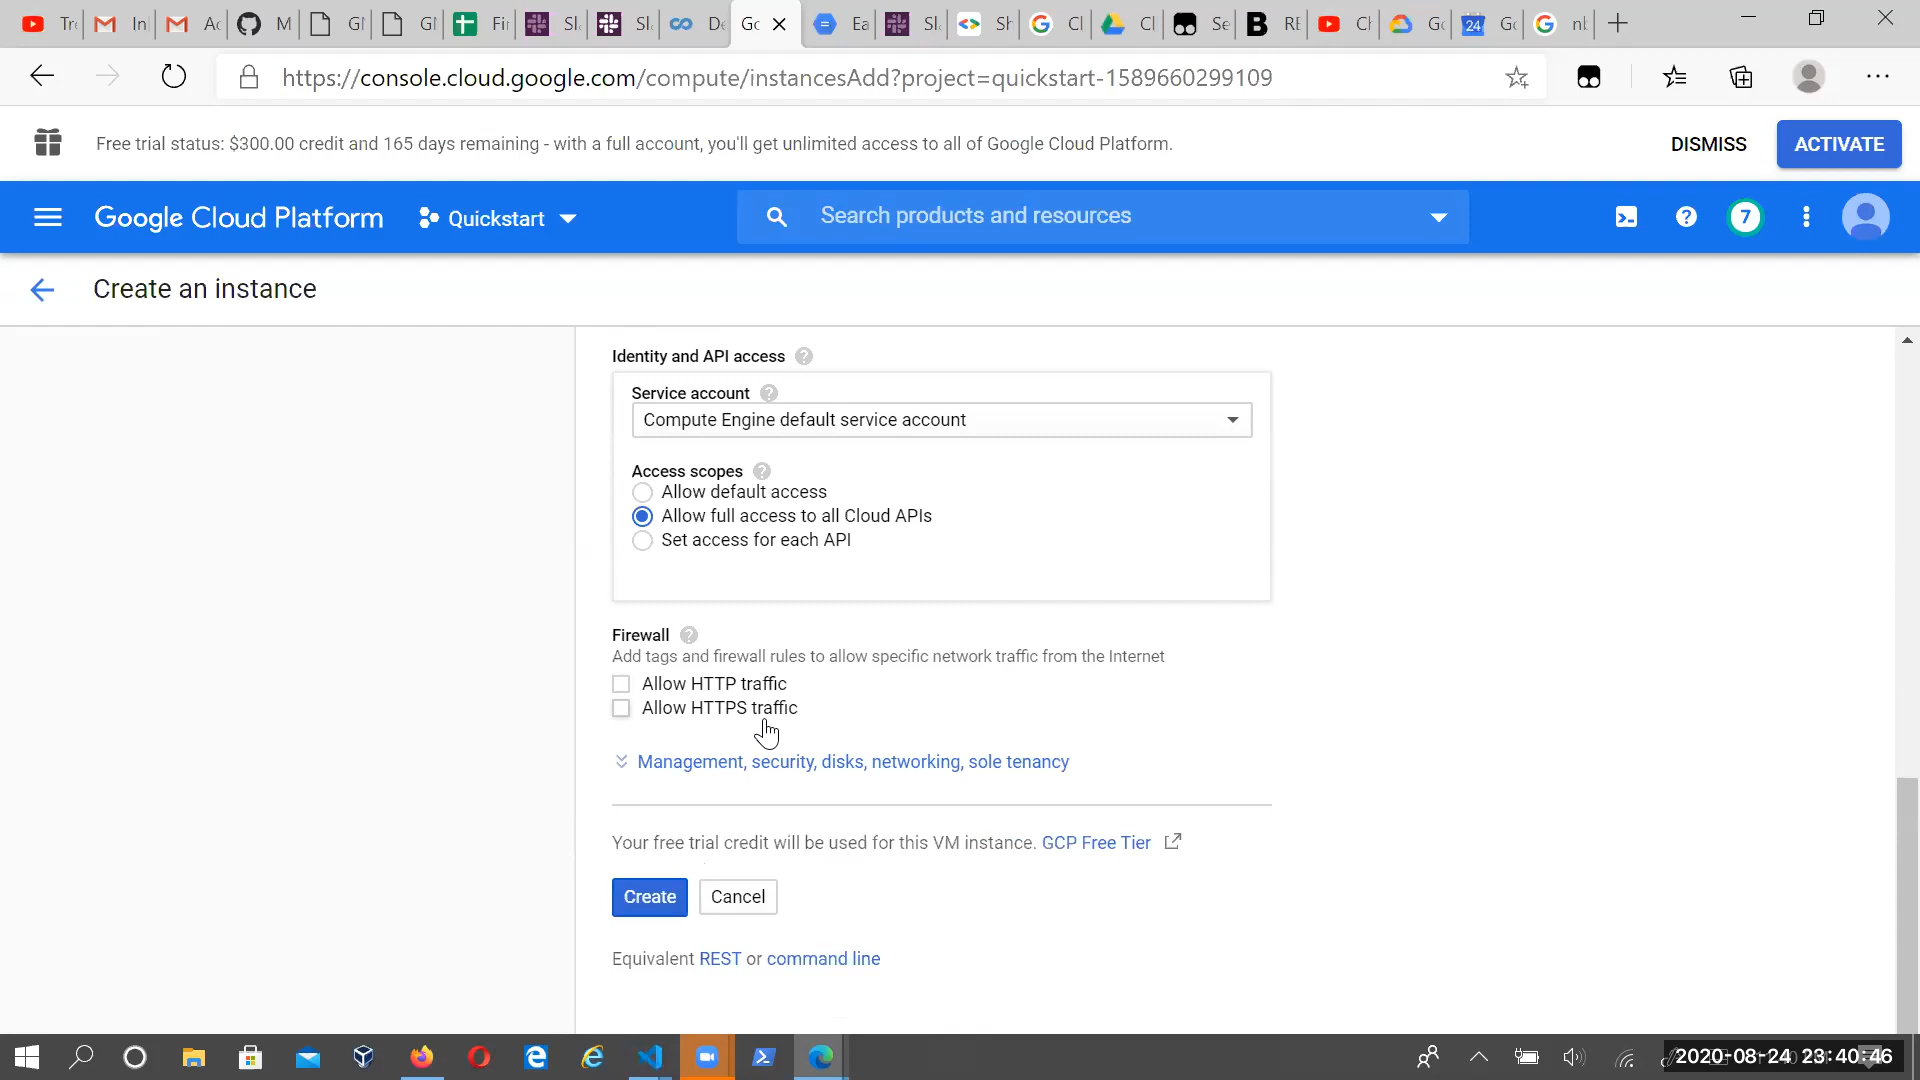 https://console.cloud.google.com/compute/instancesAdd?project=quickstart-1589660299109
Free trial status: $300.00 credit and 165 days remaining - with a full account, you'll get unlimited access to all of Google Cloud Platform.
DISMISS
ACTIVATE
Google Cloud Platform
Quickstart
Search products and resources
7
Create an instance
Identity and API access
Service account
Compute Engine default service account
Access scopes
Allow default access
Allow full access to all Cloud APIs
Set access for each API
Firewall
Add tags and firewall rules to allow specific network traffic from the Internet
Allow HTTP traffic
Allow HTTPS traffic
Management, security, disks, networking, sole tenancy
Your free trial credit will be used for this VM instance. GCP Free Tier
Create
Cancel
Equivalent REST or command line
2020-08-24 23:40:46